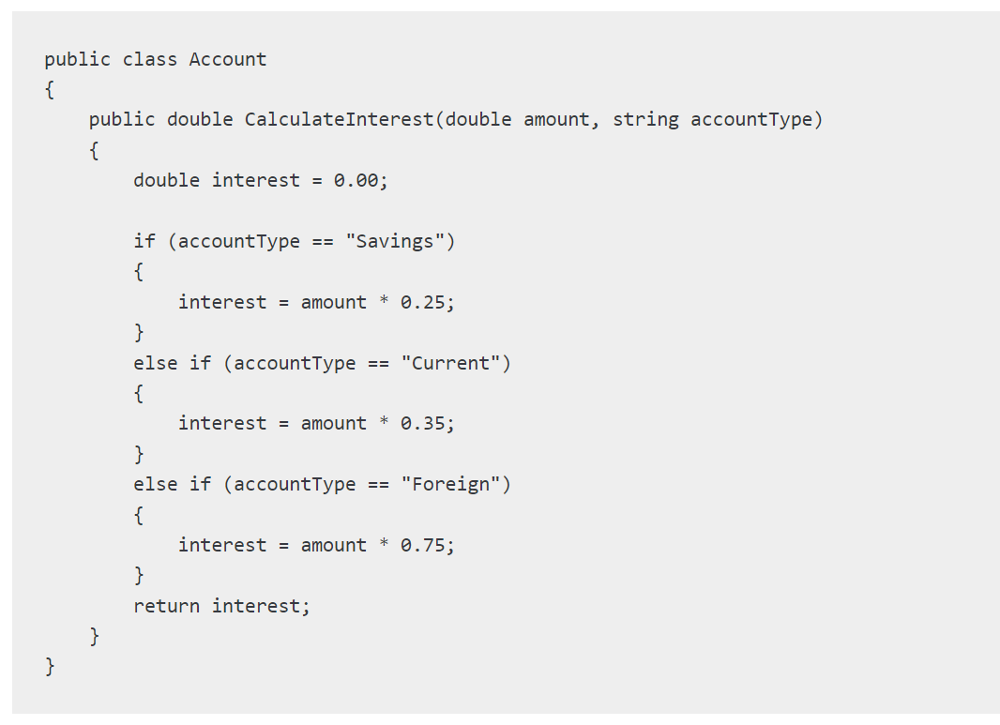 public class Account
{
    public double CalculateInterest(double amount, string accountType)
    {
        double interest = 0.00;

        if (accountType == "Savings")
        {
            interest = amount * 0.25;
        }
        else if (accountType == "Current")
        {
            interest = amount * 0.35;
        }
        else if (accountType == "Foreign")
        {
            interest = amount * 0.75;
        }
        return interest;
    }
}